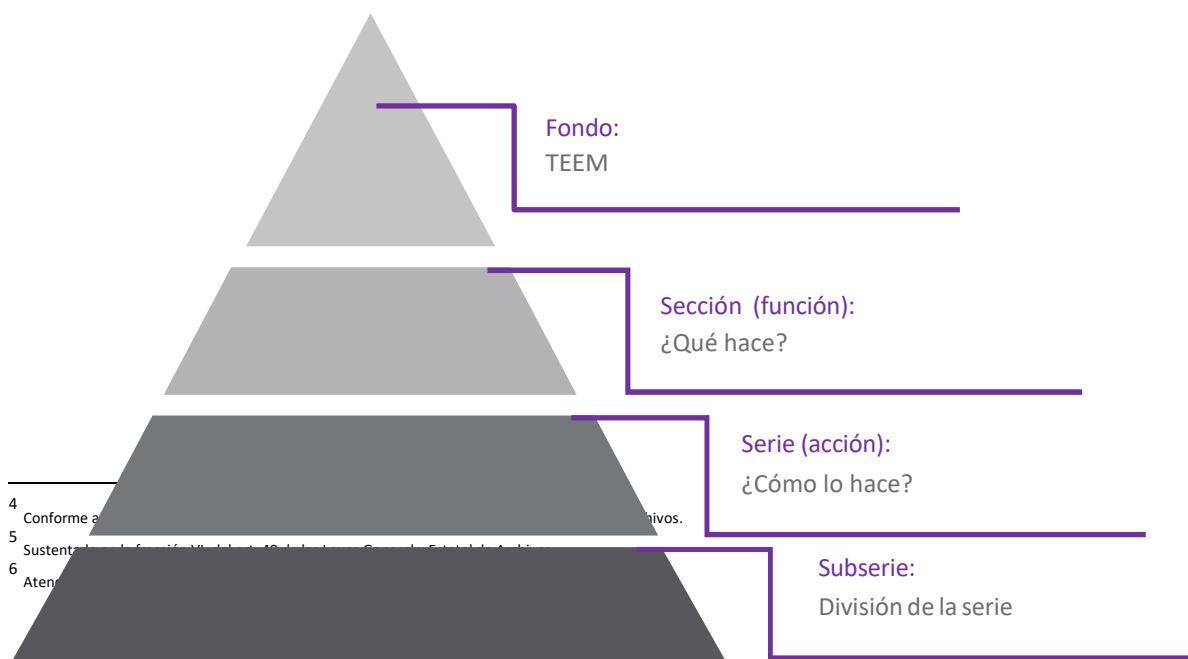 Fondo:
TEEM
Sección (función):
¿Qué hace?
Serie (acción):
¿Cómo lo hace?
4
Conforme a
5
6
Subserie:
División de la serie